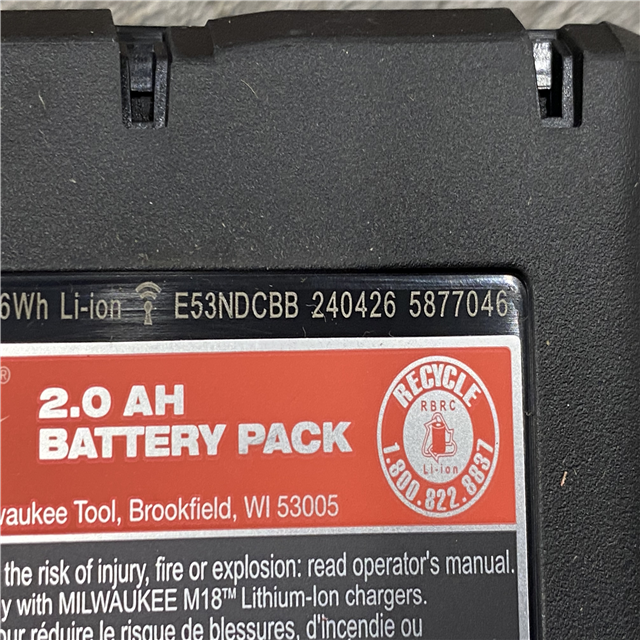 6Wh Li-ion E53NDCBB 240426 5877046
®
2.0 AH
BATTERY PACK
RECYCLE
RBRC
Li-ion
1.800.822.8837
waukee Tool, Brookfield, WI 53005
the risk of injury, fire or explosion: read operator's manual.
y with MILWAUKEE M18™ Lithium-Ion chargers.
our réduire le risque de blessures, d'incendie ou